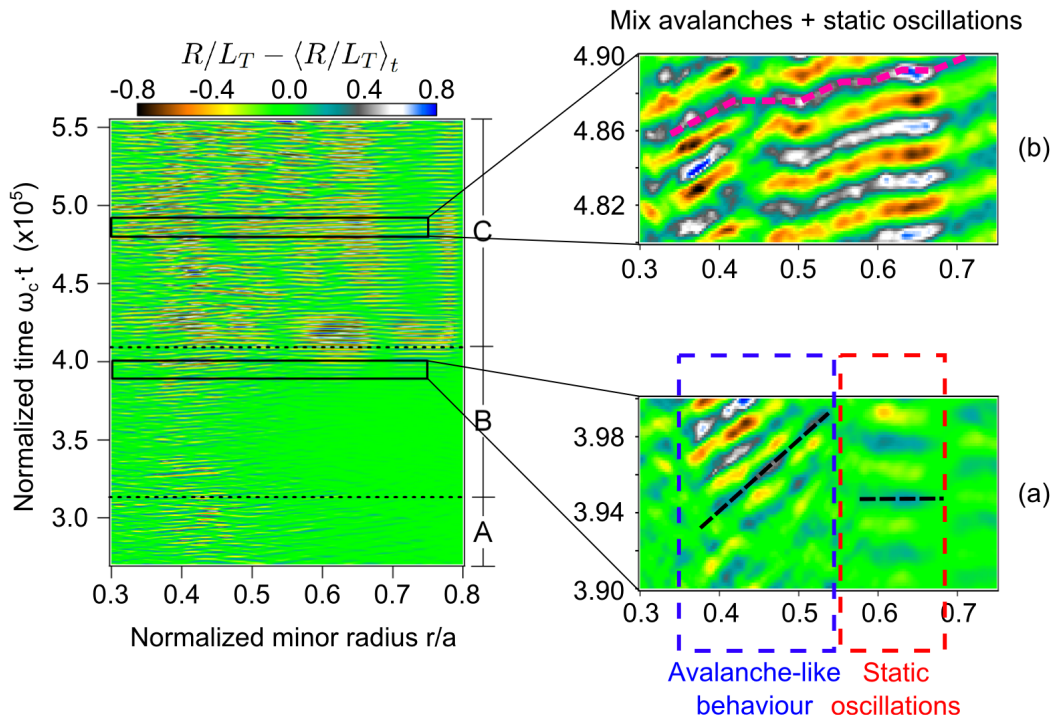 Mix avalanches + static oscillations
R/L_T − ⟨R/L_T⟩_t
-0.8 -0.4 0.0 0.4 0.8
5.5
5.0
4.5
4.0
3.5
3.0
Normalized time ω_c·t (x10^5)
C
B
A
0.3 0.4 0.5 0.6 0.7 0.8
Normalized minor radius r/a
4.90
4.86
4.82
0.3 0.4 0.5 0.6 0.7
(b)
3.98
3.94
3.90
0.3 0.4 0.5 0.6 0.7
(a)
Avalanche-like
behaviour
Static
oscillations